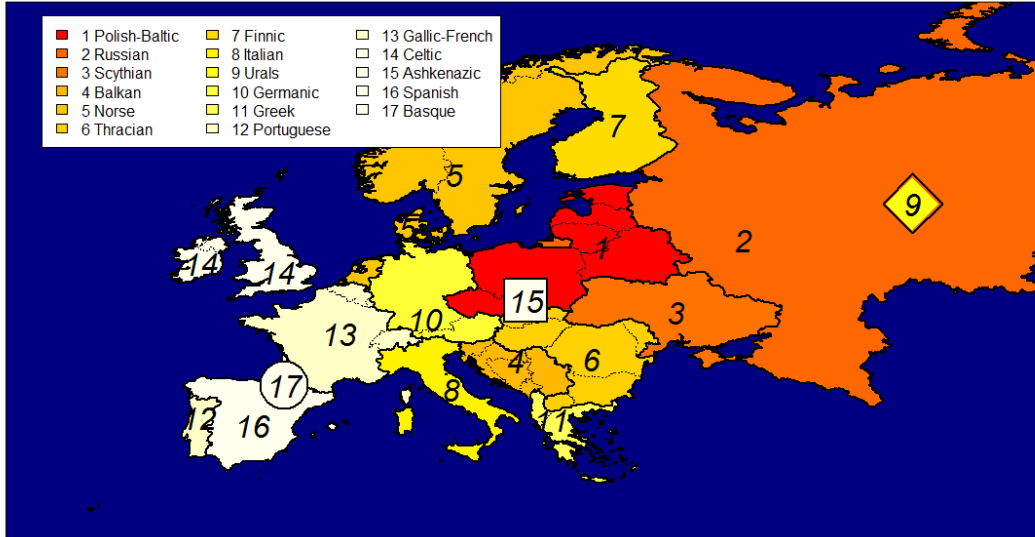 1 Polish-Baltic
2 Russian
3 Scythian
4 Balkan
5 Norse
6 Thracian
7 Finnic
8 Italian
9 Urals
10 Germanic
11 Greek
12 Portuguese
13 Gallic-French
14 Celtic
15 Ashkenazic
16 Spanish
17 Basque
7
5
9
5
2
14
14
1
15
13
10
3
4
6
17
8
12
16
11